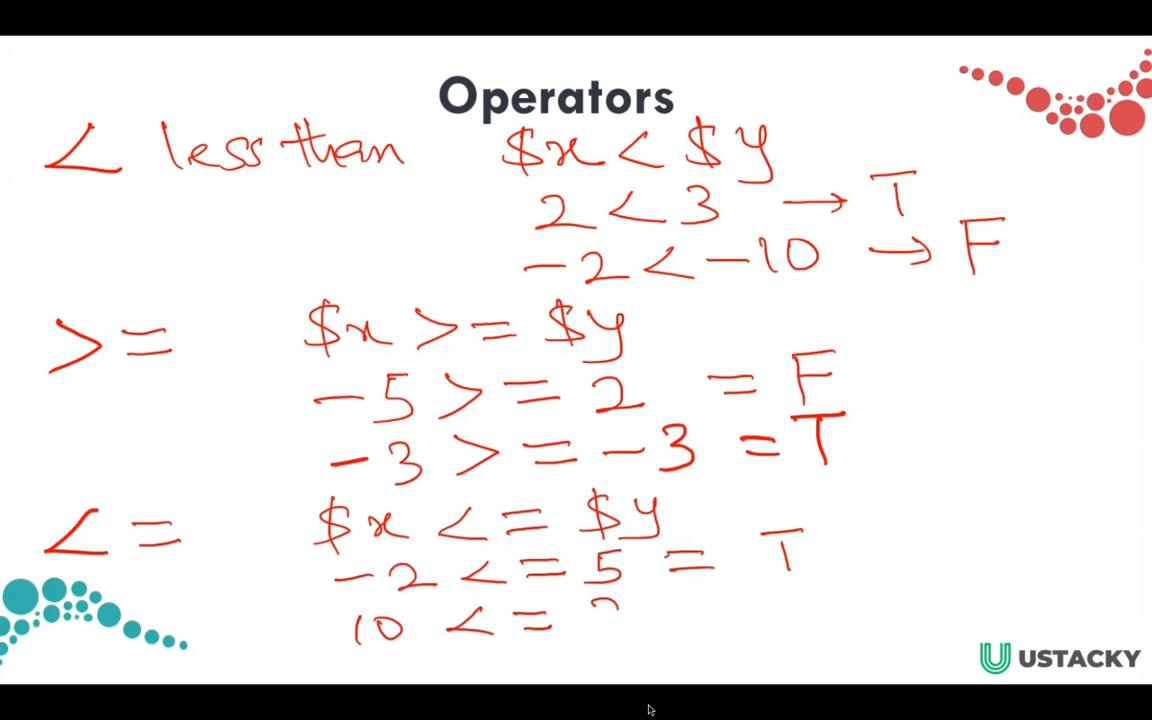 Operators
< less than $x < $y
2 < 3 → T
-2 < -10 → F
>= $x >= $y
-5 >= 2 = F
-3 >= -3 = T
<= $x <= $y
-2 <= 5 = T
10 <=
USTACKY